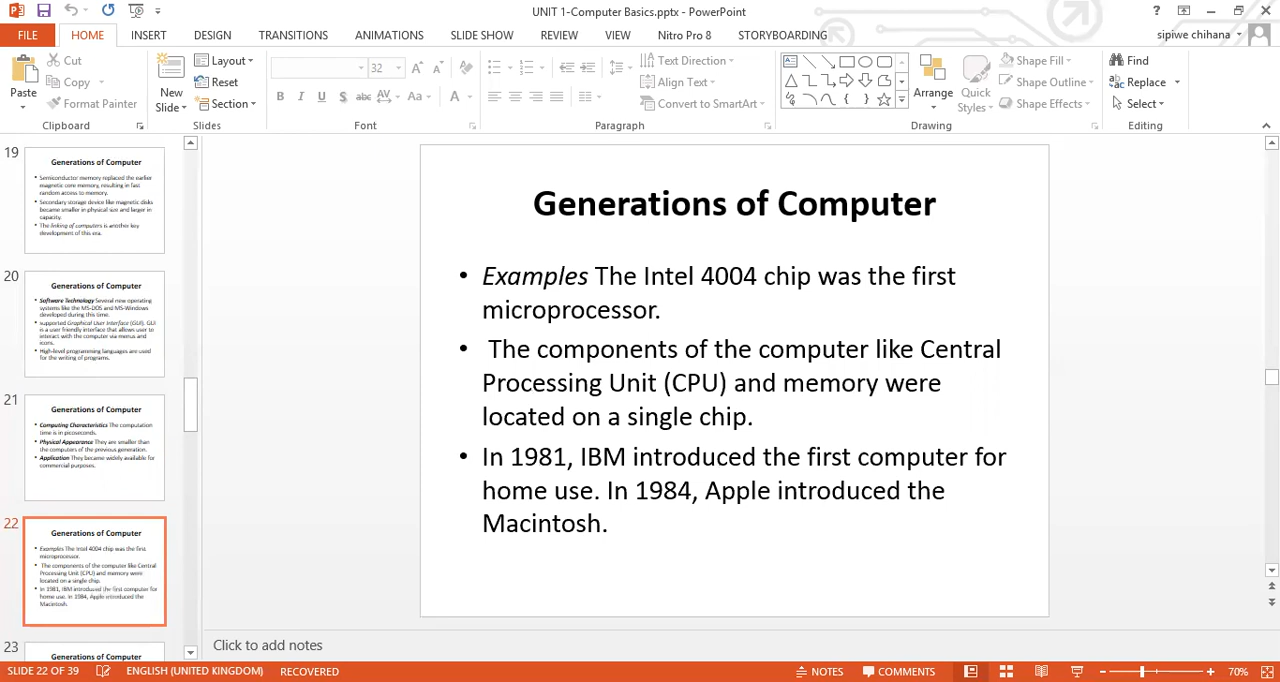 UNIT 1-Computer Basics.pptx - PowerPoint
?
FILE HOME INSERT DESIGN TRANSITIONS ANIMATIONS SLIDE SHOW REVIEW VIEW Nitro Pro 8 STORYBOARDING sipiwe chihana
Paste
Cut
Copy
Format Painter
Clipboard
New
Slide
Layout
Reset
Section
Slides
32
B I U S abc AV Aa A
Font
Text Direction
Align Text
Convert to SmartArt
Paragraph
Arrange
Quick
Styles
Shape Fill
Shape Outline
Shape Effects
Drawing
Find
Replace
Select
Editing
19
Generations of Computer
• Semiconductor memory replaced the earlier
magnetic core memory, resulting in fast
random access to memory.
• Secondary storage device like magnetic disks
became smaller in physical size and larger in
capacity.
• The linking of computers is another key
development of this era.
20
Generations of Computer
• Software Technology Several new operating
systems like the MS-DOS and MS-Windows
developed during this time.
• supported Graphical User Interface (GUI). GUI
is a user friendly interface that allows user to
interact with the computer via menus and
icons.
• High-level programming languages are used
for the writing of programs.
21
Generations of Computer
• Computing Characteristics The computation
time is in picoseconds.
• Physical Appearance They are smaller than
the computers of the previous generation.
• Application They became widely available for
commercial purposes.
22
Generations of Computer
• Examples The Intel 4004 chip was the first
microprocessor.
• The components of the computer like Central
Processing Unit (CPU) and memory were
located on a single chip.
• In 1981, IBM introduced the first computer for
home use. In 1984, Apple introduced the
Macintosh.
23
Generations of Computer
Generations of Computer
• Examples The Intel 4004 chip was the first
microprocessor.
• The components of the computer like Central
Processing Unit (CPU) and memory were
located on a single chip.
• In 1981, IBM introduced the first computer for
home use. In 1984, Apple introduced the
Macintosh.
Click to add notes
SLIDE 22 OF 39 ENGLISH (UNITED KINGDOM) RECOVERED NOTES COMMENTS 70%